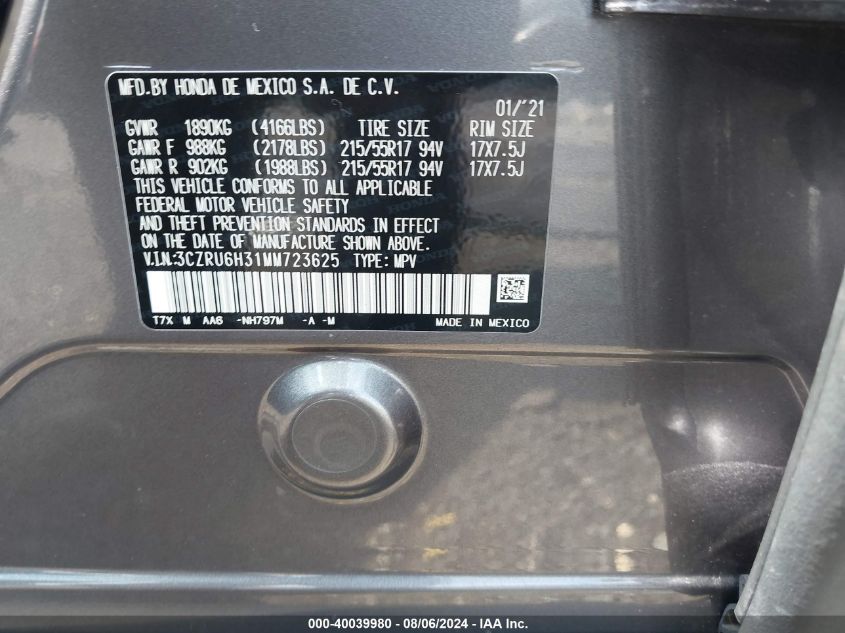 MFD.BY HONDA DE MEXICO S.A. DE C.V.
01/'21
GVWR 1890KG (4166LBS) TIRE SIZE RIM SIZE
GAWR F 988KG (2178LBS) 215/55R17 94V 17X7.5J
GAWR R 902KG (1988LBS) 215/55R17 94V 17X7.5J
THIS VEHICLE CONFORMS TO ALL APPLICABLE
FEDERAL MOTOR VEHICLE SAFETY
AND THEFT PREVENTION STANDARDS IN EFFECT
ON THE DATE OF MANUFACTURE SHOWN ABOVE.
V.I.N:3CZRU6H31MM723625 TYPE: MPV
T7X M AA6 -NH797M -A -M MADE IN MEXICO
000-40039980 - 08/06/2024 - IAA Inc.